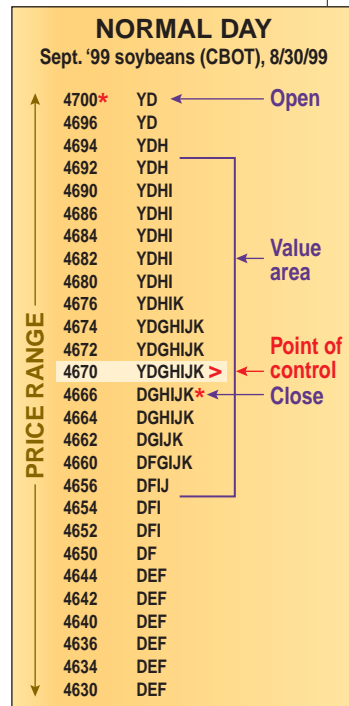 NORMAL DAY
Sept. '99 soybeans (CBOT), 8/30/99
4700* YD Open
4696 YD
4694 YDH
4692 YDH
4690 YDHI
4686 YDHI
4684 YDHI
4682 YDHI
4680 YDHI
4676 YDHIK
4674 YDGHIJK
4672 YDGHIJK
4670 YDGHIJK >
4666 DGHIJK* Close
4664 DGHIJK
4662 DGIJK
4660 DFGIJK
4656 DFIJ
4654 DFI
4652 DFI
4650 DF
4644 DEF
4642 DEF
4640 DEF
4636 DEF
4634 DEF
4630 DEF
Value
area
Point of
control
PRICE RANGE